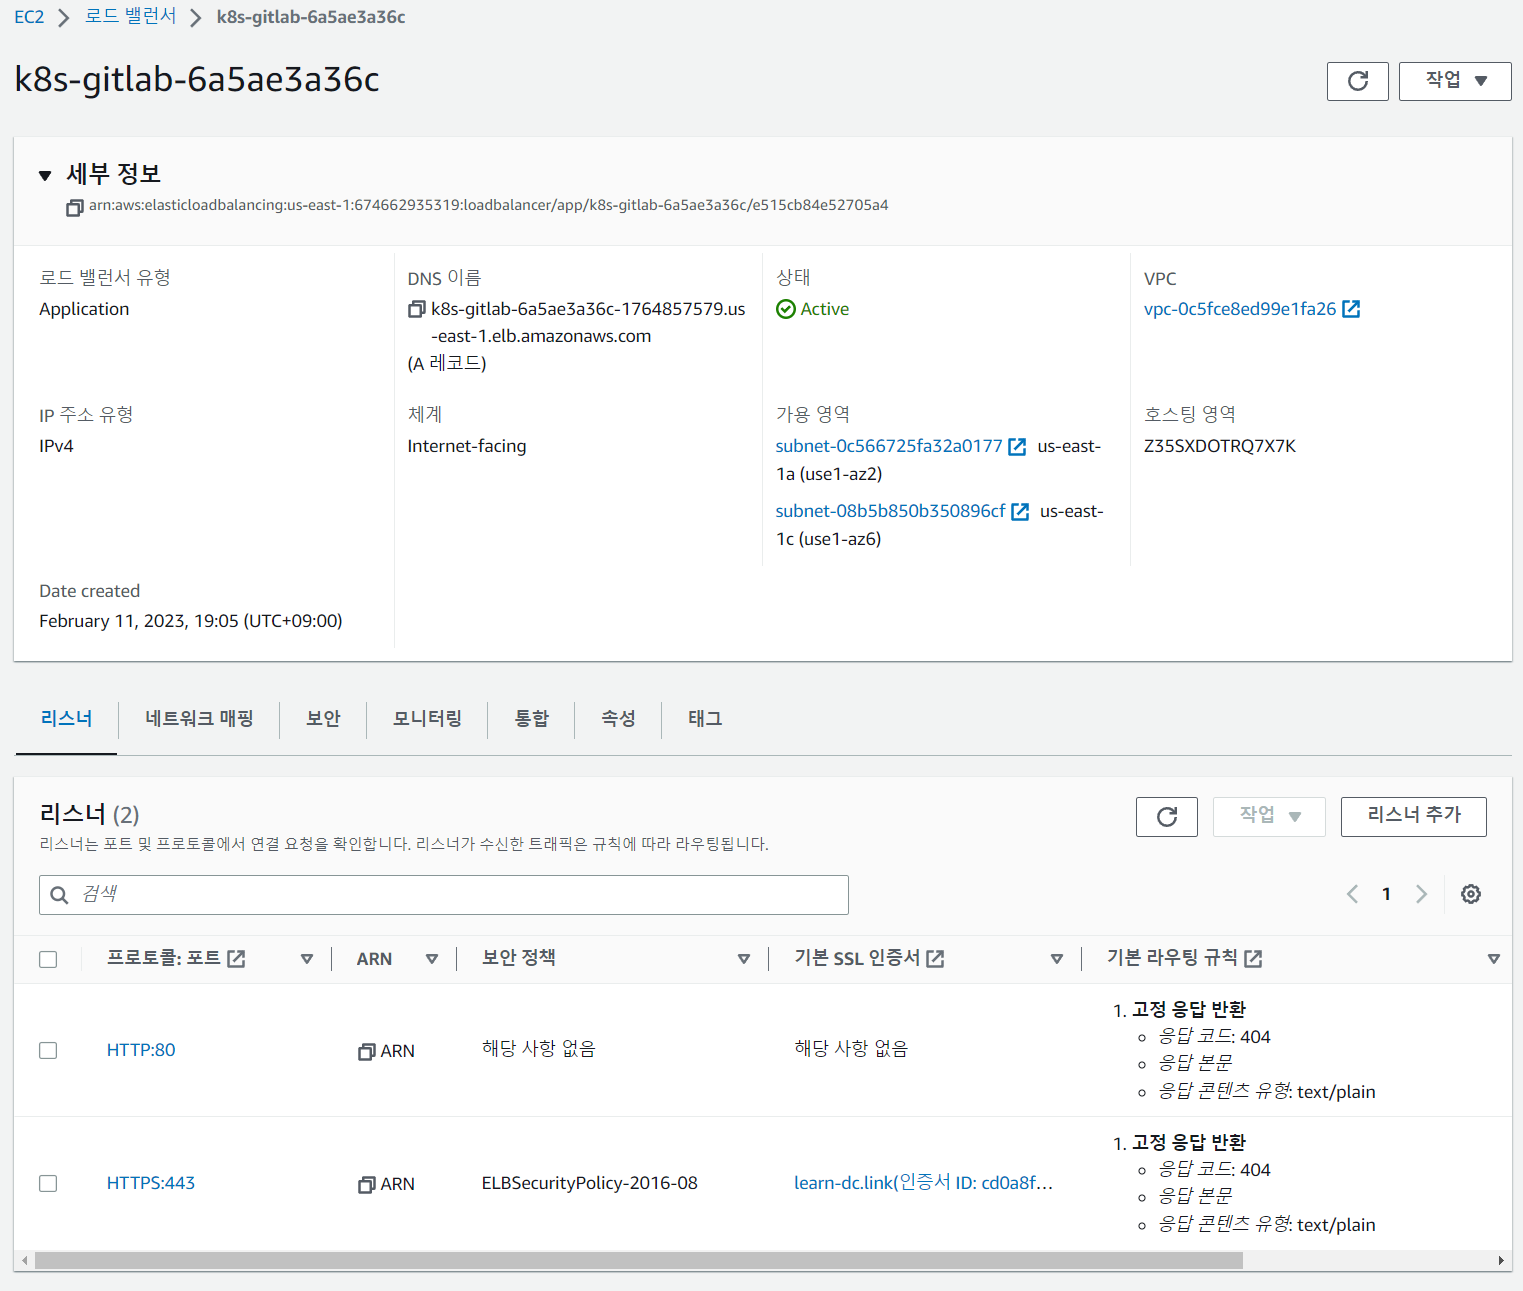 EC2 > 로드 밸런서 > k8s-gitlab-6a5ae3a36c
k8s-gitlab-6a5ae3a36c
작업
세부 정보
arn:aws:elasticloadbalancing:us-east-1:674662935319:loadbalancer/app/k8s-gitlab-6a5ae3a36c/e515cb84e52705a4
로드 밸런서 유형
Application
DNS 이름
k8s-gitlab-6a5ae3a36c-1764857579.us
-east-1.elb.amazonaws.com
(A 레코드)
상태
Active
VPC
vpc-0c5fce8ed99e1fa26
IP 주소 유형
IPv4
체계
Internet-facing
가용 영역
subnet-0c566725fa32a0177 us-east-
1a (use1-az2)
subnet-08b5b850b350896cf us-east-
1c (use1-az6)
호스팅 영역
Z35SXDOTRQ7X7K
Date created
February 11, 2023, 19:05 (UTC+09:00)
리스너 네트워크 매핑 보안 모니터링 통합 속성 태그
리스너 (2)
리스너는 포트 및 프로토콜에서 연결 요청을 확인합니다. 리스너가 수신한 트래픽은 규칙에 따라 라우팅됩니다.
작업
리스너 추가
검색
1
프로토콜: 포트 ARN 보안 정책 기본 SSL 인증서 기본 라우팅 규칙
HTTP:80 ARN 해당 사항 없음 해당 사항 없음
1. 고정 응답 반환
응답 코드: 404
응답 본문
응답 콘텐츠 유형: text/plain
HTTPS:443 ARN ELBSecurityPolicy-2016-08 learn-dc.link(인증서 ID: cd0a8f...
1. 고정 응답 반환
응답 코드: 404
응답 본문
응답 콘텐츠 유형: text/plain